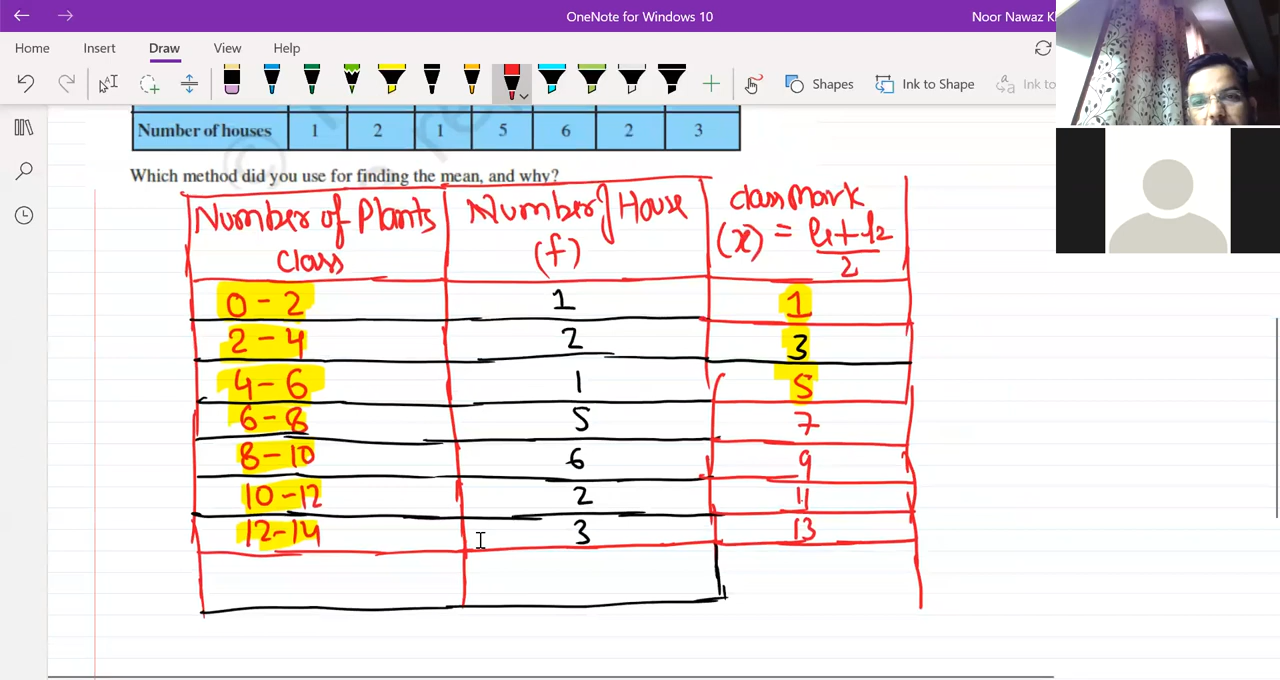 OneNote for Windows 10
Noor Nawaz K
Home Insert Draw View Help
Shapes Ink to Shape Ink to
Number of houses 1 2 1 5 6 2 3
Which method did you use for finding the mean, and why?
Number of Plants Number of House class Mark
class (f) (x) = l1+l2
2
0-2 1 1
2-4 2 3
4-6 1 5
6-8 5 7
8-10 6 9
10-12 2 11
12-14 3 13